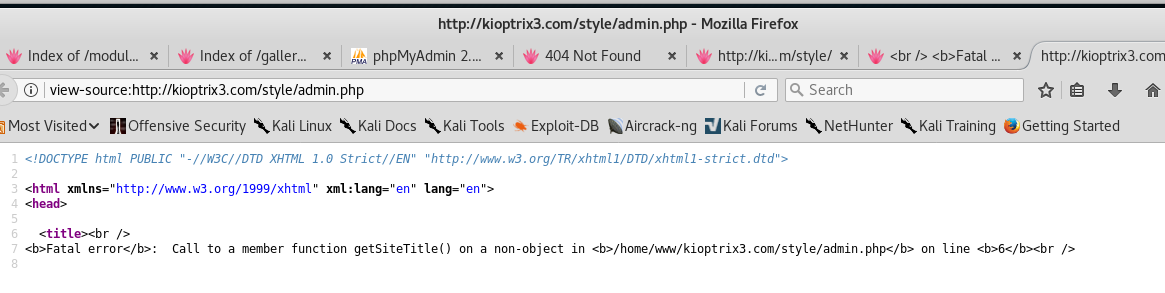 http://kioptrix3.com/style/admin.php - Mozilla Firefox
Index of /modul... Index of /galler... phpMyAdmin 2.... 404 Not Found http://ki...m/style/ <br /> <b>Fatal ... http://kioptrix3.com
view-source:http://kioptrix3.com/style/admin.php Search
Most Visited Offensive Security Kali Linux Kali Docs Kali Tools Exploit-DB Aircrack-ng Kali Forums NetHunter Kali Training Getting Started
1 <!DOCTYPE html PUBLIC "-//W3C//DTD XHTML 1.0 Strict//EN" "http://www.w3.org/TR/xhtml1/DTD/xhtml1-strict.dtd">
2
3 <html xmlns="http://www.w3.org/1999/xhtml" xml:lang="en" lang="en">
4 <head>
5
6 <title><br />
7 <b>Fatal error</b>:  Call to a member function getSiteTitle() on a non-object in <b>/home/www/kioptrix3.com/style/admin.php</b> on line <b>6</b><br />
8